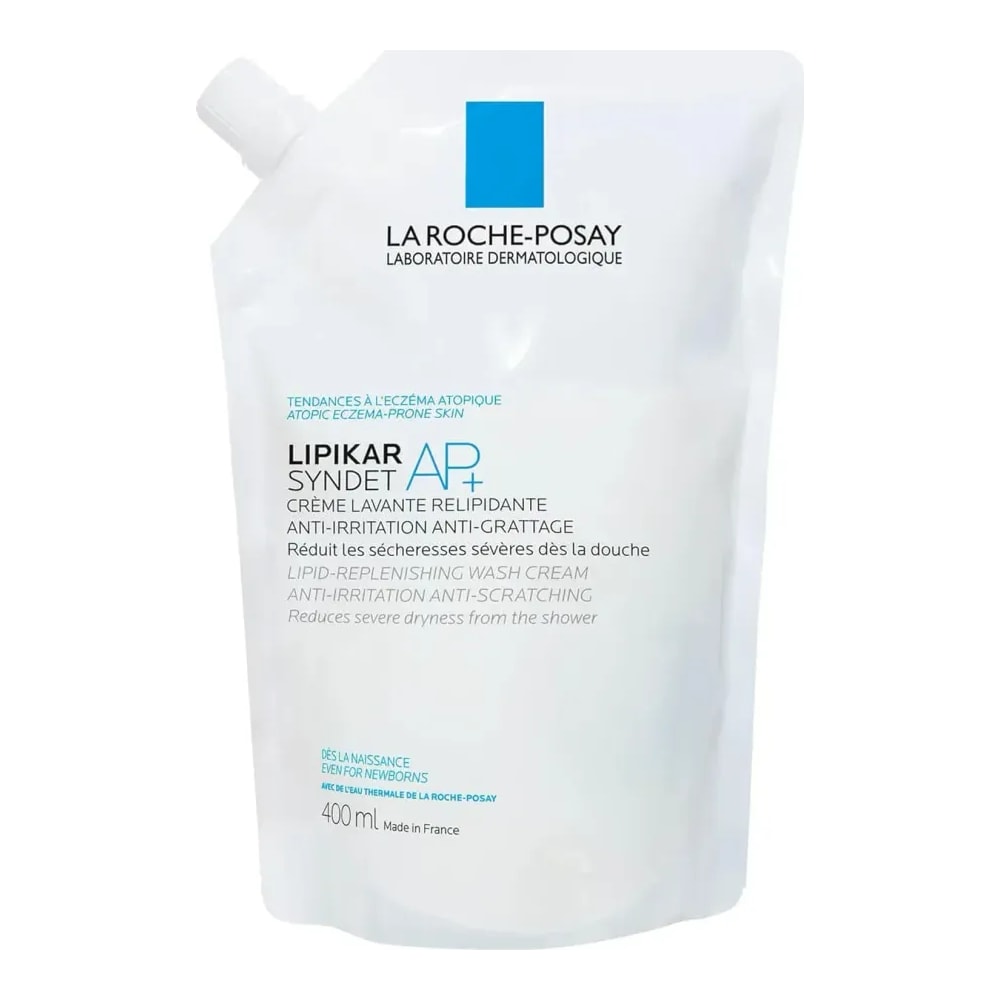 LA ROCHE-POSAY
LABORATOIRE DERMATOLOGIQUE
TENDANCES À L'ECZÉMA ATOPIQUE
ATOPIC ECZEMA-PRONE SKIN
LIPIKAR
SYNDET AP+
CRÈME LAVANTE RELIPIDANTE
ANTI-IRRITATION ANTI-GRATTAGE
Réduit les sécheresses sévères dès la douche
LIPID-REPLENISHING WASH CREAM
ANTI-IRRITATION ANTI-SCRATCHING
Reduces severe dryness from the shower
DÈS LA NAISSANCE
EVEN FOR NEWBORNS
AVEC DE L'EAU THERMALE DE LA ROCHE-POSAY
400 ml Made in France